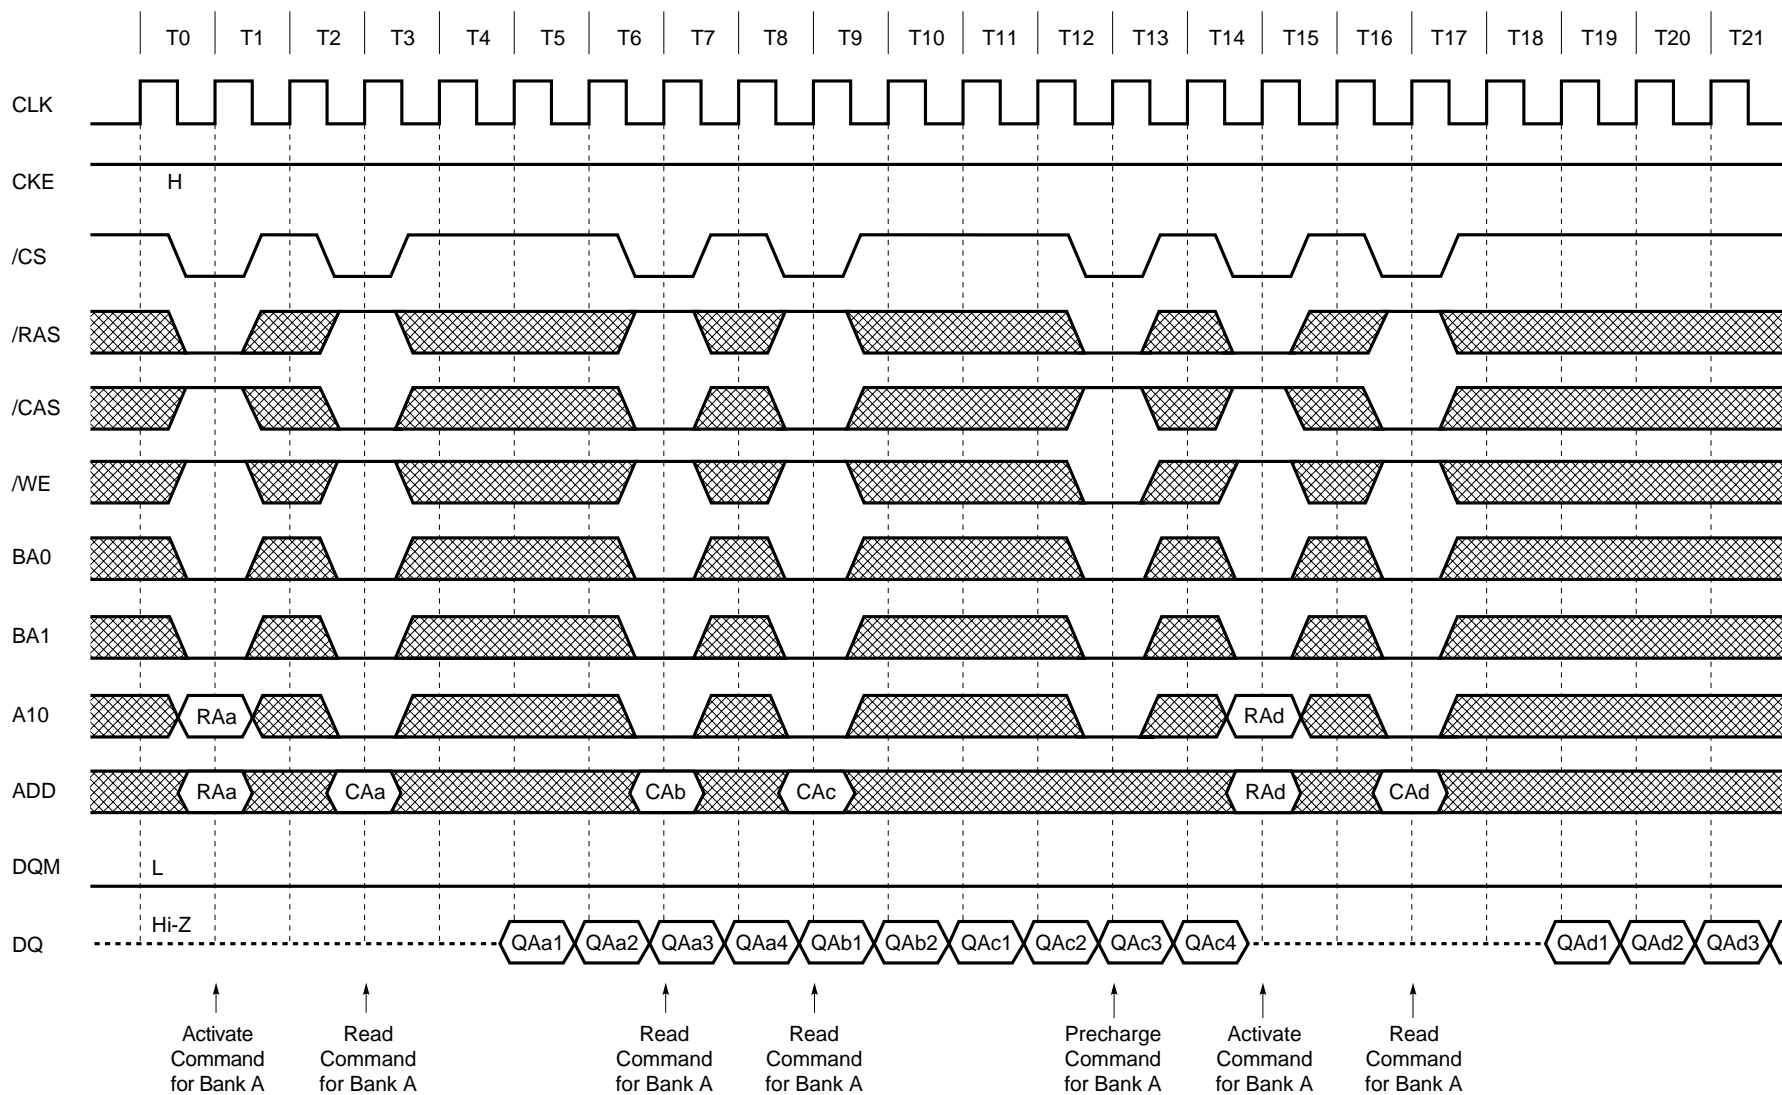 T0 T1 T2 T3 T4 T5 T6 T7 T8 T9 T10 T11 T12 T13 T14 T15 T16 T17 T18 T19 T20 T21
CLK
CKE H
/CS
/RAS
/CAS
/WE
BA0
BA1
A10 RAa RAd
ADD RAa CAa CAb CAc RAd CAd
DQM L
Hi-Z
DQ QAa1 QAa2 QAa3 QAa4 QAb1 QAb2 QAc1 QAc2 QAc3 QAc4 QAd1 QAd2 QAd3
Activate Read Read Read Precharge Activate Read
Command Command Command Command Command Command Command
for Bank A for Bank A for Bank A for Bank A for Bank A for Bank A for Bank A